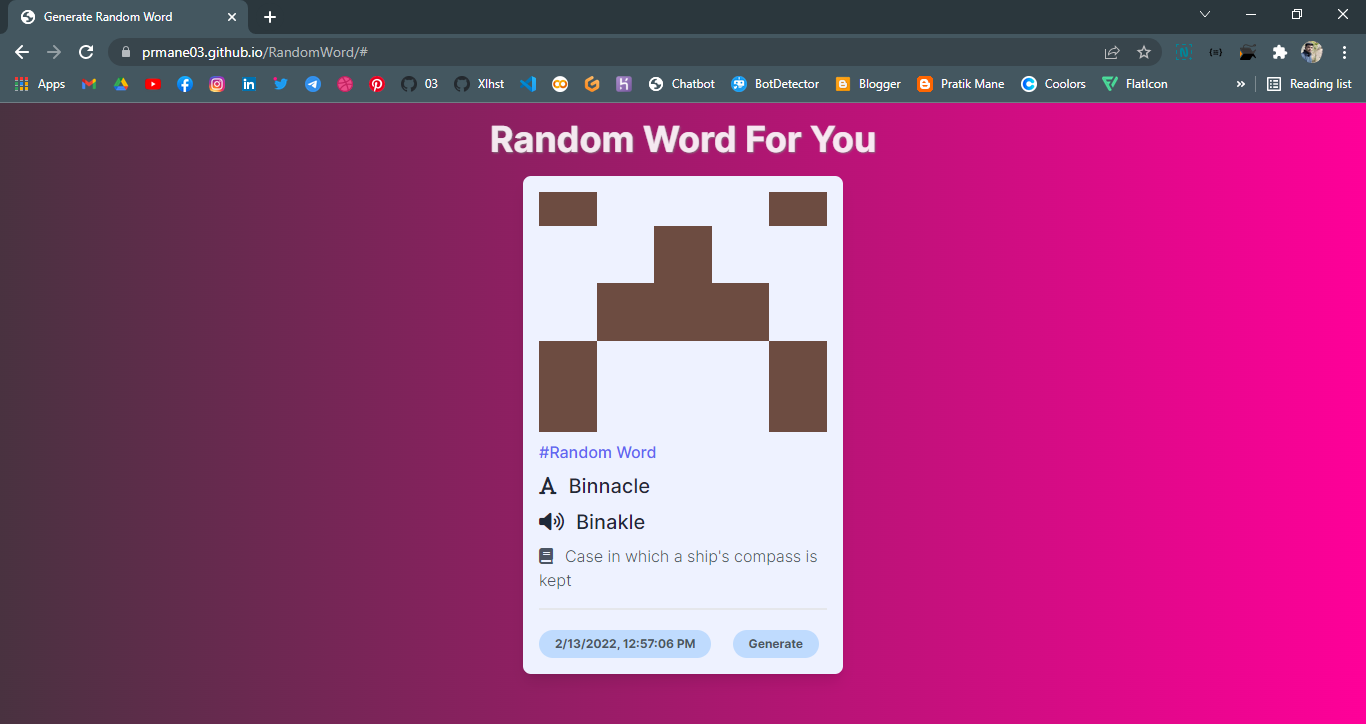 Generate Random Word
prmane03.github.io/RandomWord/#
Apps 03 Xlhst Chatbot BotDetector Blogger Pratik Mane Coolors FlatIcon » Reading list
Random Word For You
#Random Word
Binnacle
Binakle
Case in which a ship's compass is
kept
2/13/2022, 12:57:06 PM Generate